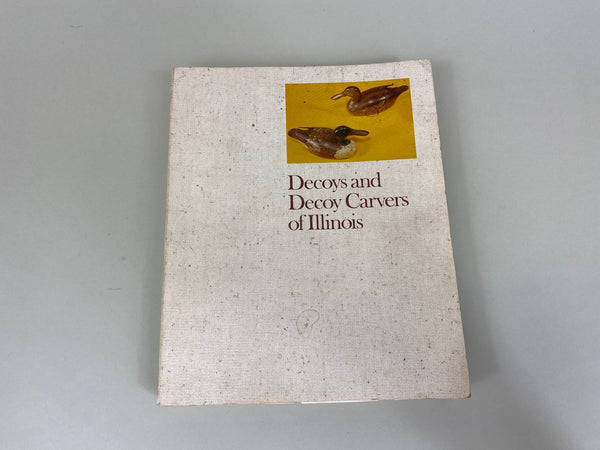 Decoys and
Decoy Carvers
of Illinois